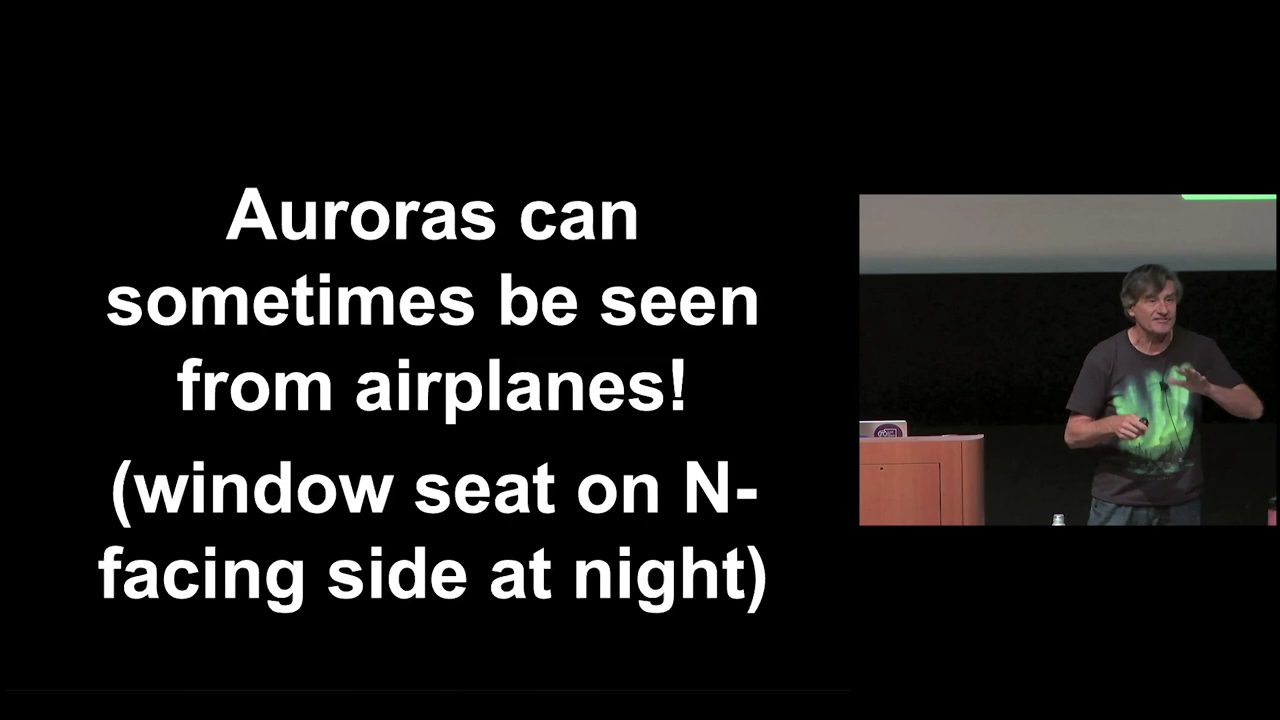 Auroras can
sometimes be seen
from airplanes!
(window seat on N-
facing side at night)